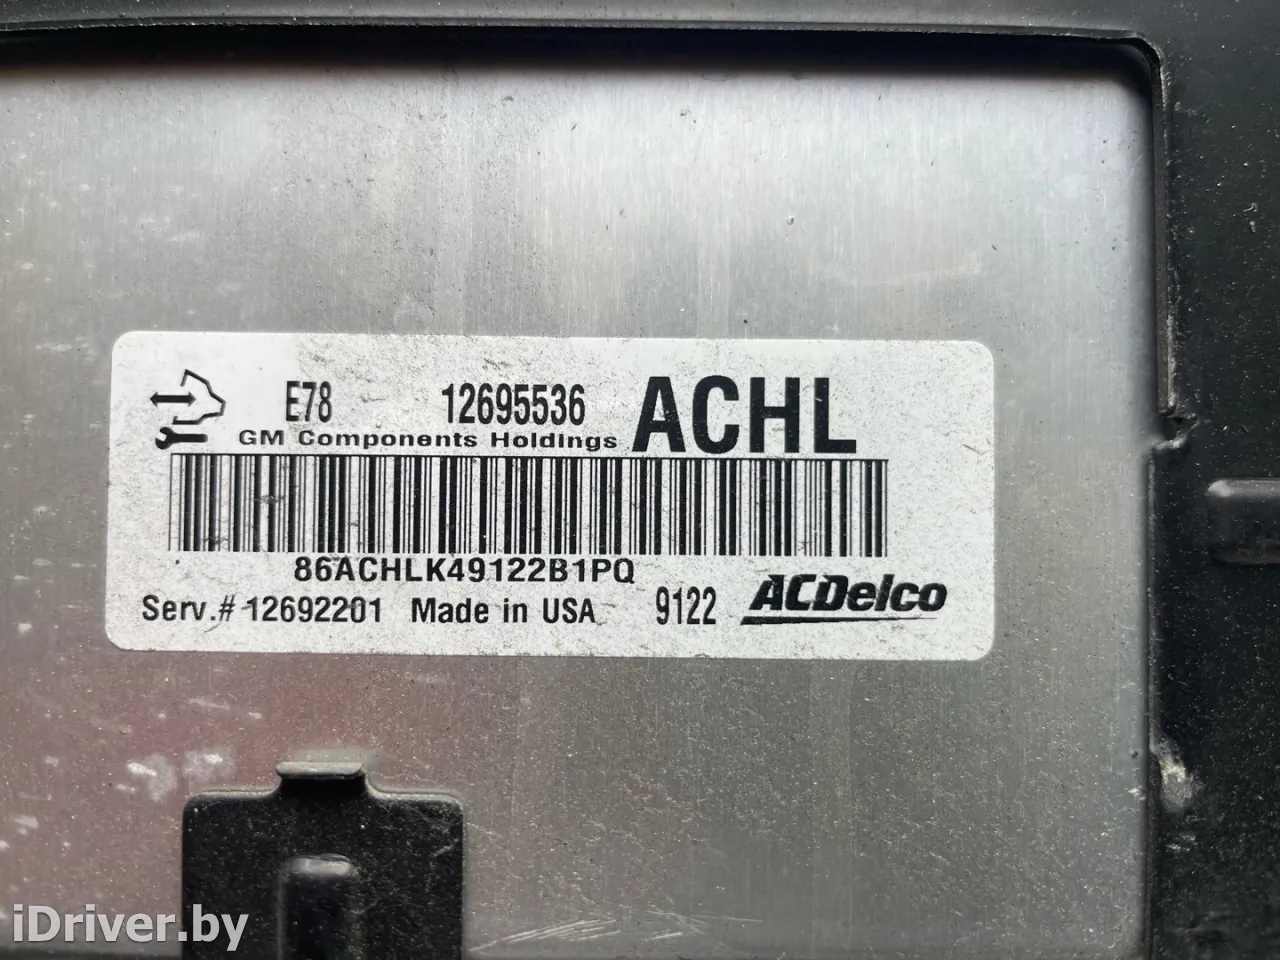 E78 12695536 ACHL
GM Components Holdings
86ACHLK49122B1PQ
Serv.# 12692201 Made in USA 9122 ACDelco
iDriver.by